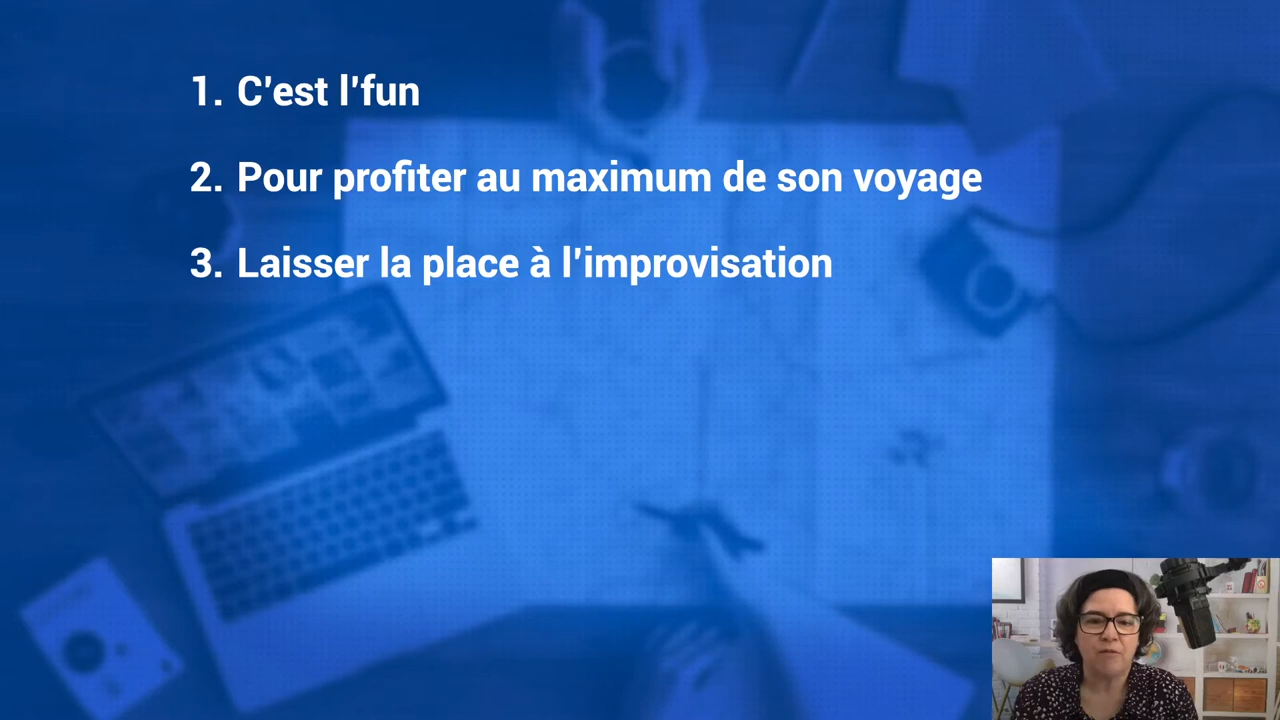 1. C'est l'fun
2. Pour profiter au maximum de son voyage
3. Laisser la place à l'improvisation